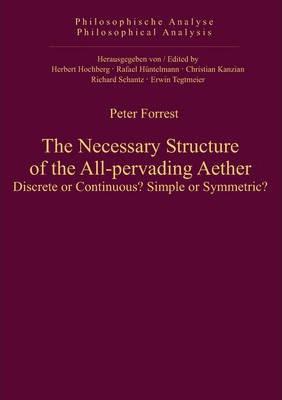 Philosophische Analyse
Philosophical Analysis
Herausgegeben von / Edited by
Herbert Hochberg · Rafael Hüntelmann · Christian Kanzian
Richard Schantz · Erwin Tegtmeier
Peter Forrest
The Necessary Structure
of the All-pervading Aether
Discrete or Continuous? Simple or Symmetric?